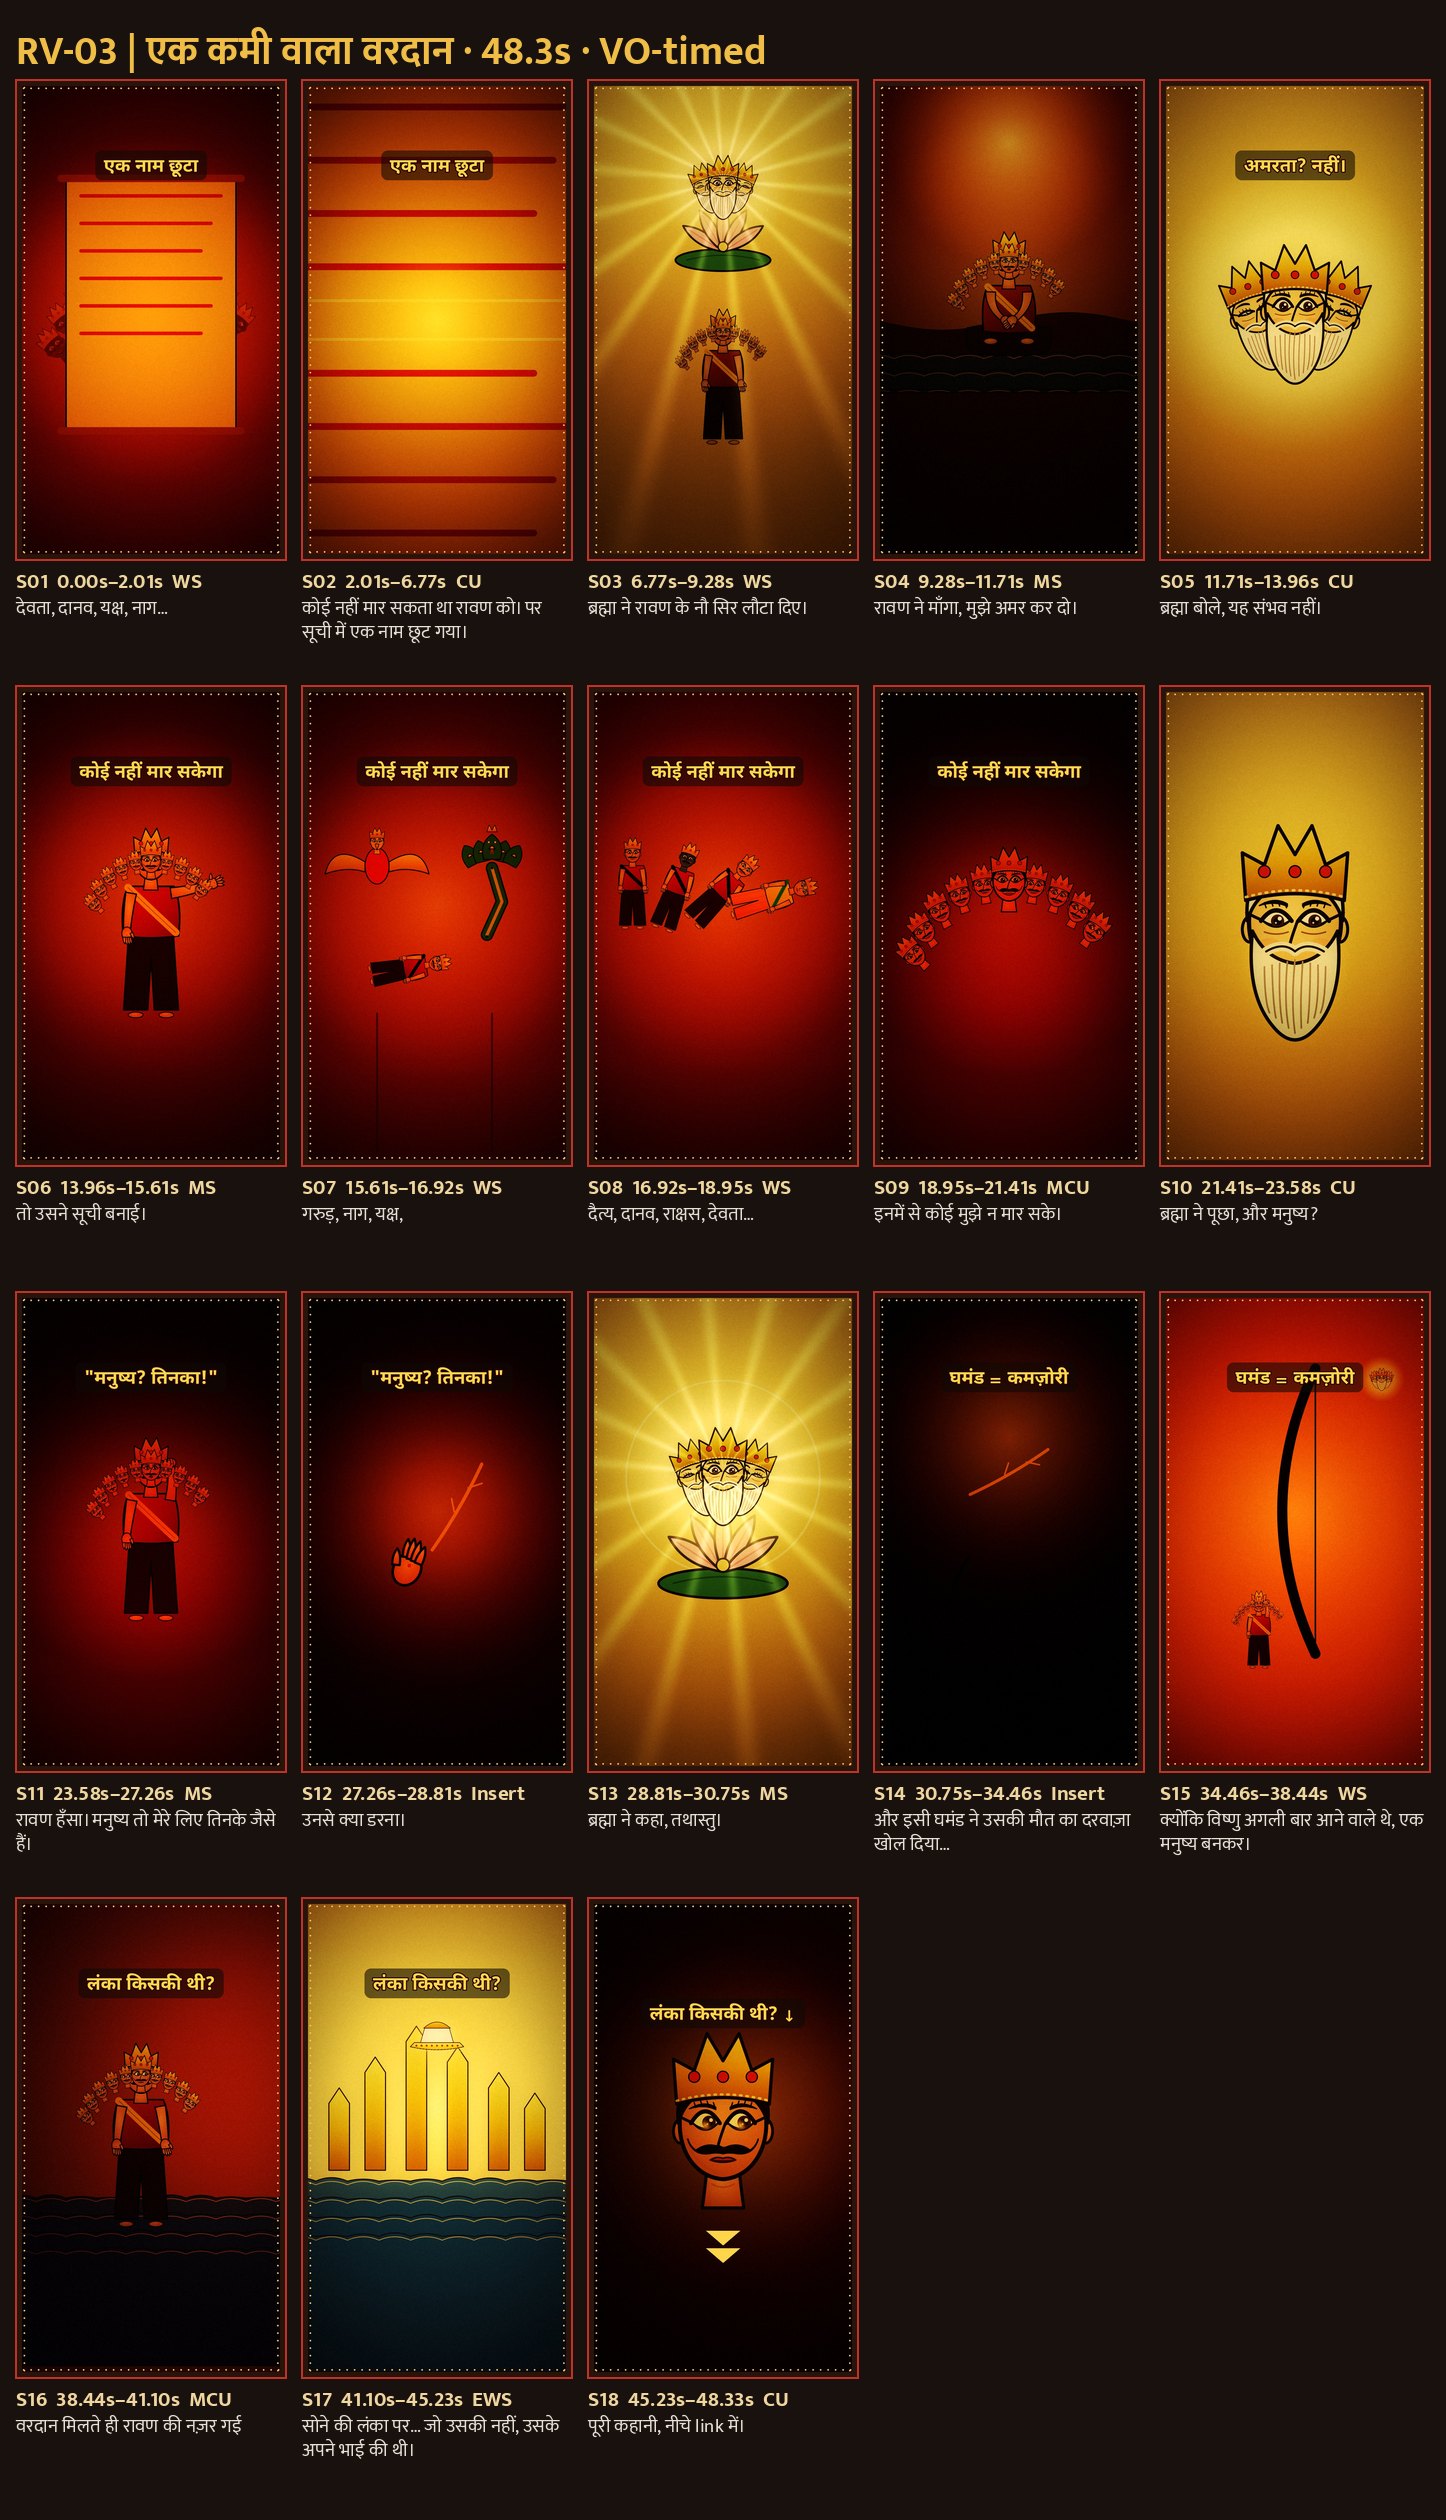 RV-03 | एक कमी वाला वरदान · 48.3s · VO-timed
एक नाम छूटा
S01 0.00s–2.01s WS
देवता, दानव, यक्ष, नाग...
एक नाम छूटा
S02 2.01s–6.77s CU
कोई नहीं मार सकता था रावण को। पर
सूची में एक नाम छूट गया।
S03 6.77s–9.28s WS
ब्रह्मा ने रावण के नौ सिर लौटा दिए।
S04 9.28s–11.71s MS
रावण ने माँगा, मुझे अमर कर दो।
अमरता? नहीं।
S05 11.71s–13.96s CU
ब्रह्मा बोले, यह संभव नहीं।
कोई नहीं मार सकेगा
S06 13.96s–15.61s MS
तो उसने सूची बनाई।
कोई नहीं मार सकेगा
S07 15.61s–16.92s WS
गरुड़, नाग, यक्ष,
कोई नहीं मार सकेगा
S08 16.92s–18.95s WS
दैत्य, दानव, राक्षस, देवता...
कोई नहीं मार सकेगा
S09 18.95s–21.41s MCU
इनमें से कोई मुझे न मार सके।
S10 21.41s–23.58s CU
ब्रह्मा ने पूछा, और मनुष्य?
"मनुष्य? तिनका!"
S11 23.58s–27.26s MS
रावण हँसा। मनुष्य तो मेरे लिए तिनके जैसे
हैं।
"मनुष्य? तिनका!"
S12 27.26s–28.81s Insert
उनसे क्या डरना।
S13 28.81s–30.75s MS
ब्रह्मा ने कहा, तथास्तु।
घमंड = कमज़ोरी
S14 30.75s–34.46s Insert
और इसी घमंड ने उसकी मौत का दरवाज़ा
खोल दिया...
घमंड = कमज़ोरी
S15 34.46s–38.44s WS
क्योंकि विष्णु अगली बार आने वाले थे, एक
मनुष्य बनकर।
लंका किसकी थी?
S16 38.44s–41.10s MCU
वरदान मिलते ही रावण की नज़र गई
लंका किसकी थी?
S17 41.10s–45.23s EWS
सोने की लंका पर... जो उसकी नहीं, उसके
अपने भाई की थी।
लंका किसकी थी? ↓
S18 45.23s–48.33s CU
पूरी कहानी, नीचे link में।